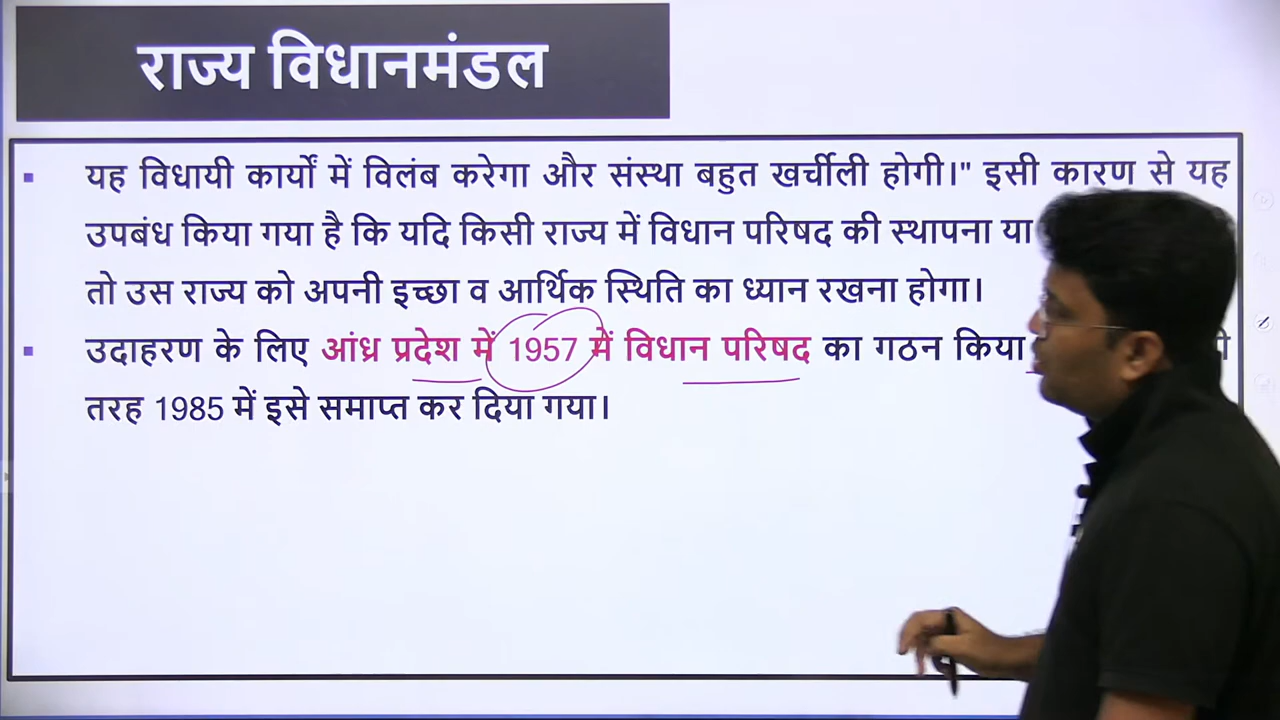 राज्य विधानमंडल
यह विधायी कार्यों में विलंब करेगा और संस्था बहुत खर्चीली होगी।" इसी कारण से यह
उपबंध किया गया है कि यदि किसी राज्य में विधान परिषद की स्थापना या
तो उस राज्य को अपनी इच्छा व आर्थिक स्थिति का ध्यान रखना होगा।
उदाहरण के लिए आंध्र प्रदेश में 1957 में विधान परिषद का गठन किया
तरह 1985 में इसे समाप्त कर दिया गया।